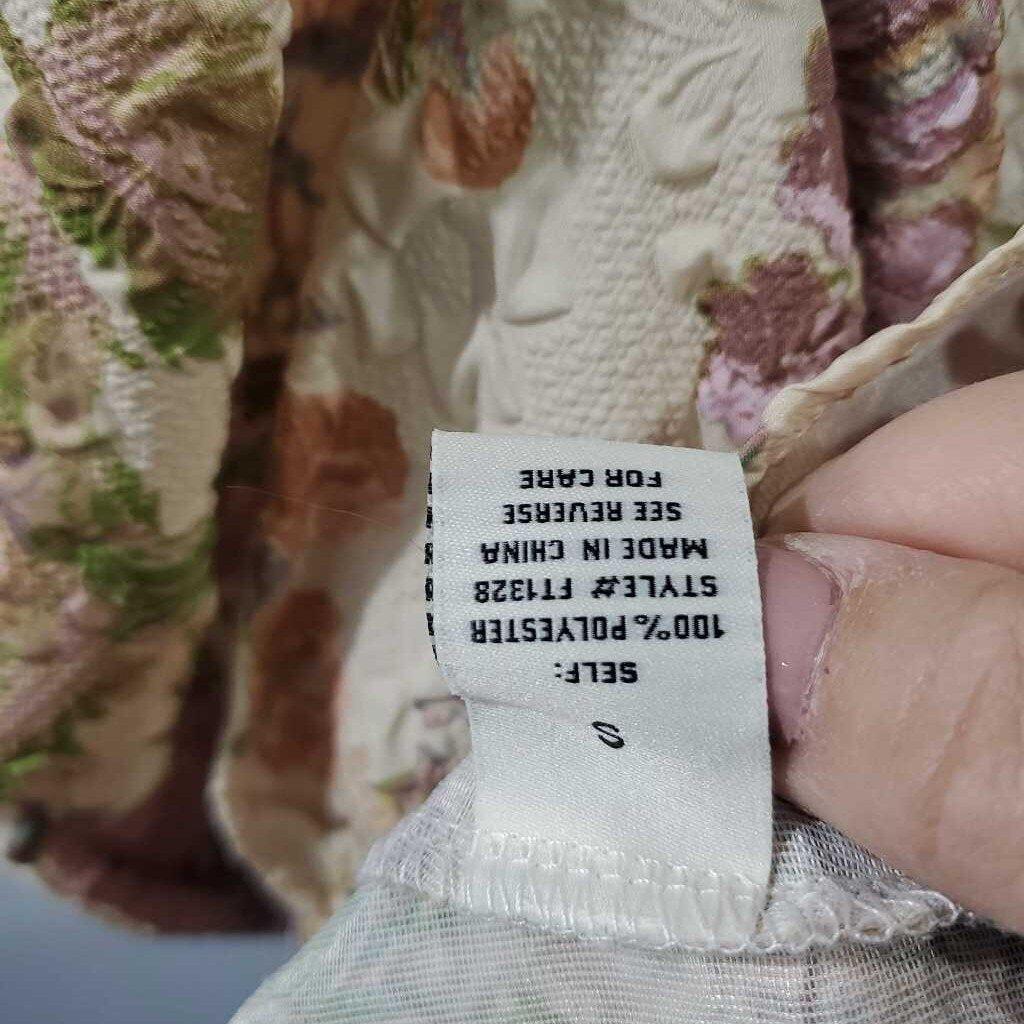 S
SELF:
100% POLYESTER
STYLE# FT1328
MADE IN CHINA
SEE REVERSE
FOR CARE